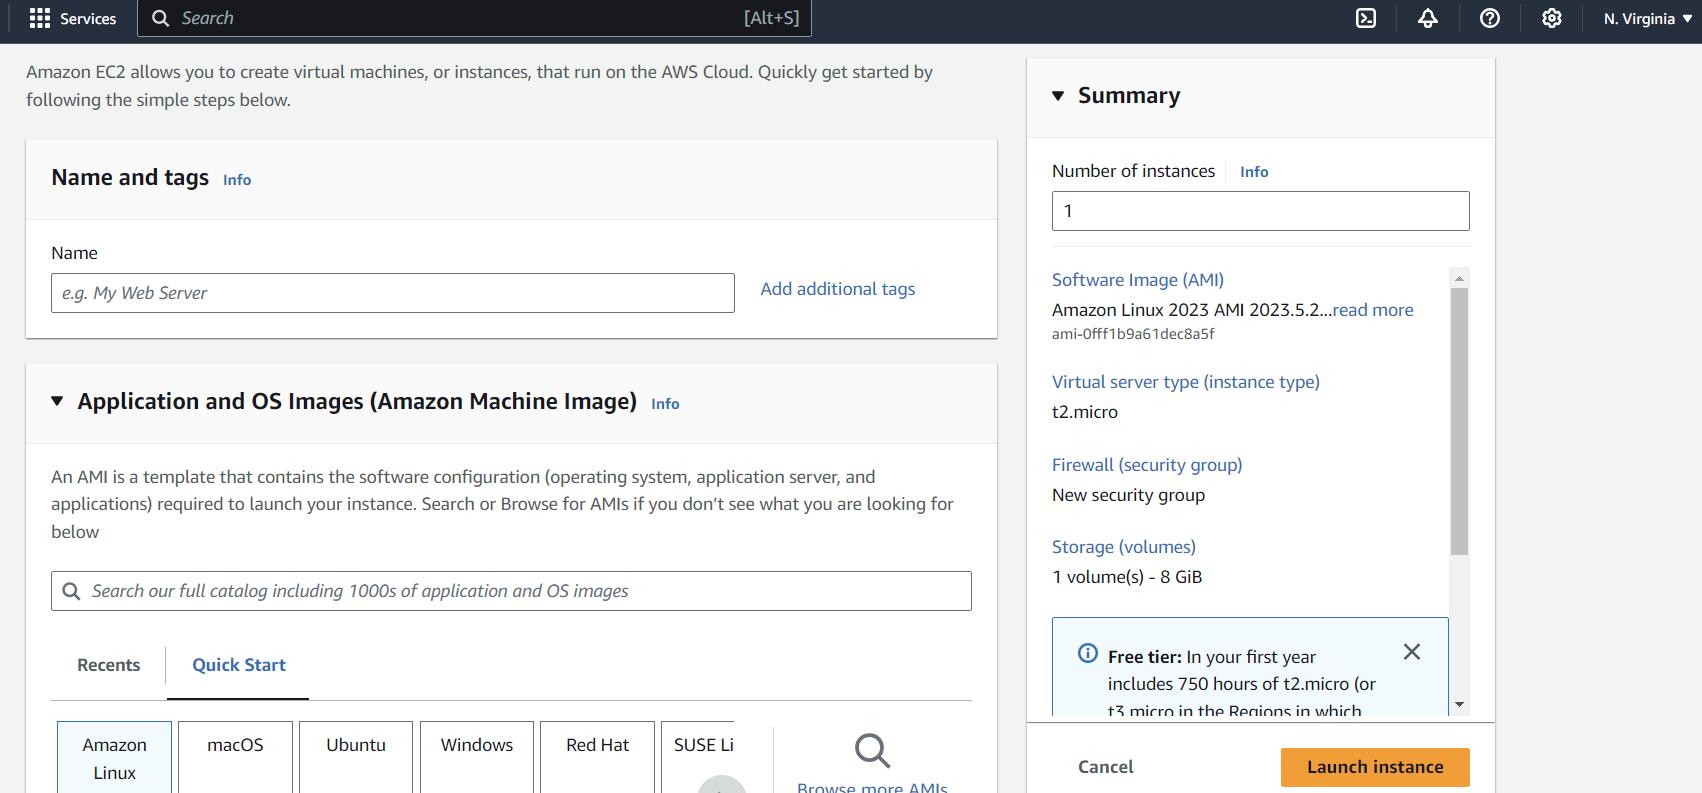 Services
Search [Alt+S]
N. Virginia
Amazon EC2 allows you to create virtual machines, or instances, that run on the AWS Cloud. Quickly get started by
following the simple steps below.
Name and tags Info
Name
e.g. My Web Server
Add additional tags
Application and OS Images (Amazon Machine Image) Info
An AMI is a template that contains the software configuration (operating system, application server, and
applications) required to launch your instance. Search or Browse for AMIs if you don’t see what you are looking for
below
Search our full catalog including 1000s of application and OS images
Recents
Quick Start
Amazon
Linux
macOS
Ubuntu
Windows
Red Hat
SUSE Li
Browse more AMIs
Summary
Number of instances Info
1
Software Image (AMI)
Amazon Linux 2023 AMI 2023.5.2...read more
ami-0fff1b9a61dec8a5f
Virtual server type (instance type)
t2.micro
Firewall (security group)
New security group
Storage (volumes)
1 volume(s) - 8 GiB
Free tier: In your first year
includes 750 hours of t2.micro (or
t3.micro in the Regions in which
Cancel
Launch instance